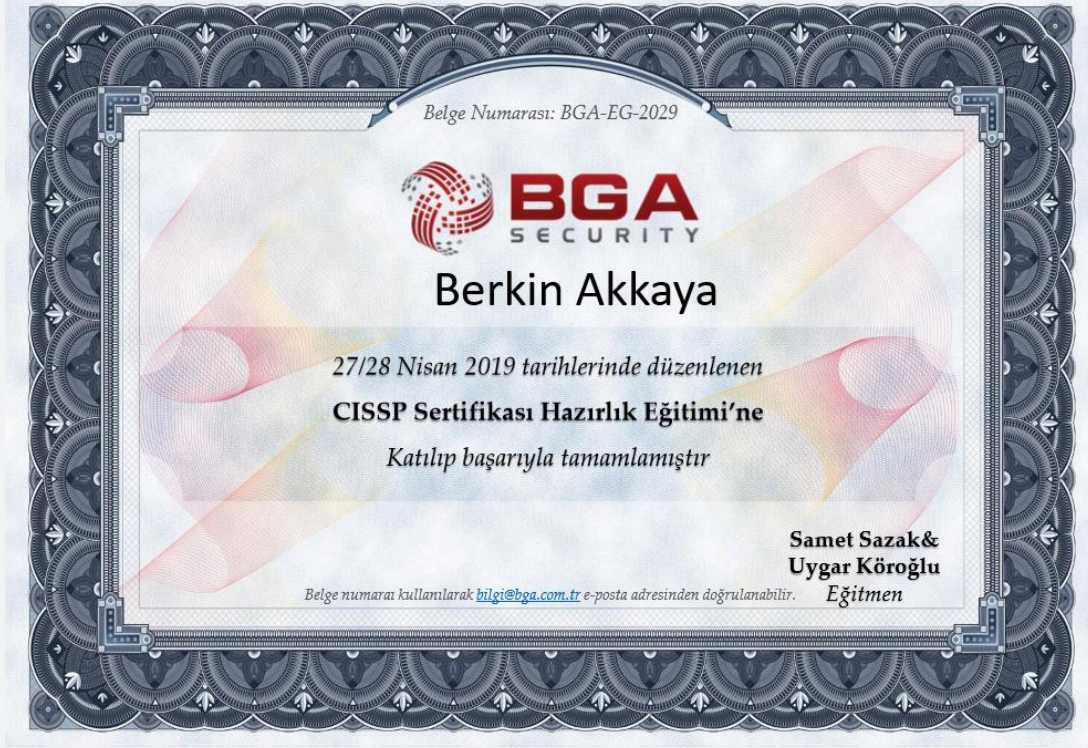 Belge Numarası: BGA-EG-2029
BGA
SECURITY
Berkin Akkaya
27/28 Nisan 2019 tarihlerinde düzenlenen
CISSP Sertifikası Hazırlık Eğitimi’ne
Katılıp başarıyla tamamlamıştır
Samet Sazak&
Uygar Köroğlu
Eğitmen
Belge numaraı kullanılarak bilgi@bga.com.tr e-posta adresinden doğrulanabilir.